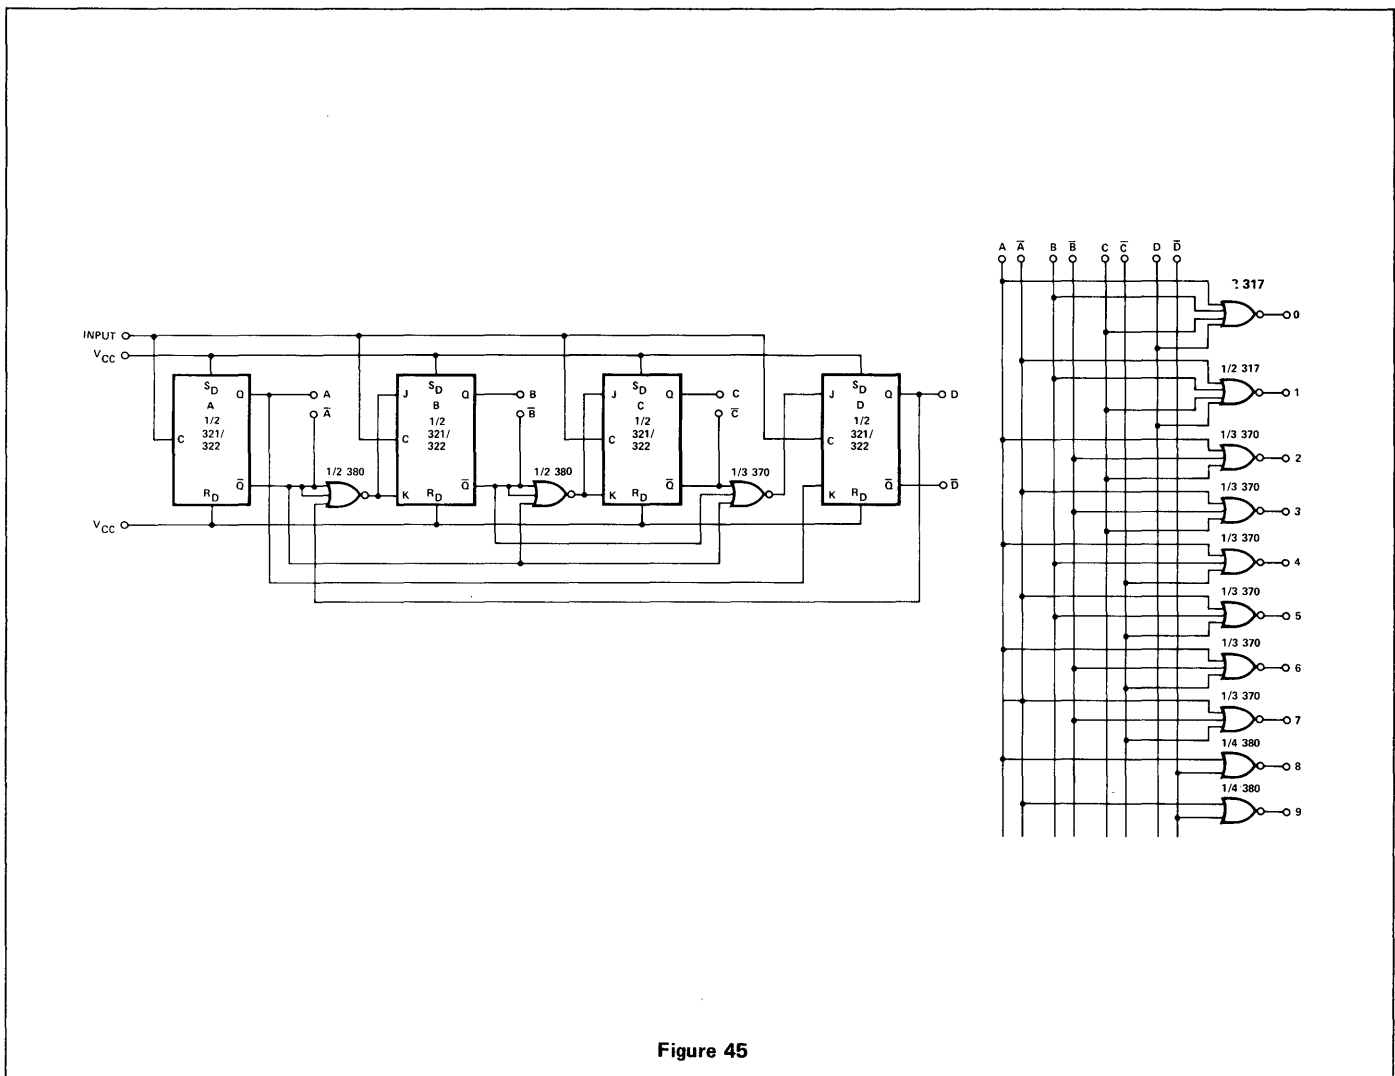 INPUT
VCC
SD
A
1/2
321/
322
C
Q
Q̅
RD
A
A̅
1/2 380
J
SD
B
1/2
321/
322
C
K
Q
Q̅
RD
B
B̅
1/2 380
J
SD
C
1/2
321/
322
C
K
Q
Q̅
RD
C
C̅
1/3 370
J
SD
D
1/2
321/
322
C
K
Q
Q̅
RD
D
D̅
VCC
A A̅ B B̅ C C̅ D D̅
317
0
1/2 317
1
1/3 370
2
1/3 370
3
1/3 370
4
1/3 370
5
1/3 370
6
1/3 370
7
1/4 380
8
1/4 380
9
Figure 45